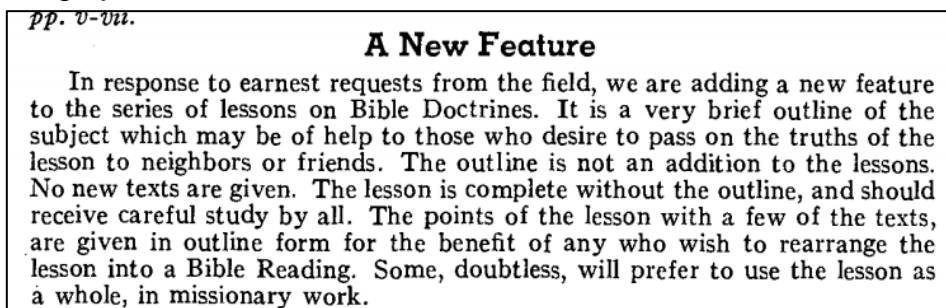 pp. v-vii.
A New Feature
In response to earnest requests from the field, we are adding a new feature
to the series of lessons on Bible Doctrines. It is a very brief outline of the
subject which may be of help to those who desire to pass on the truths of the
lesson to neighbors or friends. The outline is not an addition to the lessons.
No new texts are given. The lesson is complete without the outline, and should
receive careful study by all. The points of the lesson with a few of the texts,
are given in outline form for the benefit of any who wish to rearrange the
lesson into a Bible Reading. Some, doubtless, will prefer to use the lesson as
a whole, in missionary work.